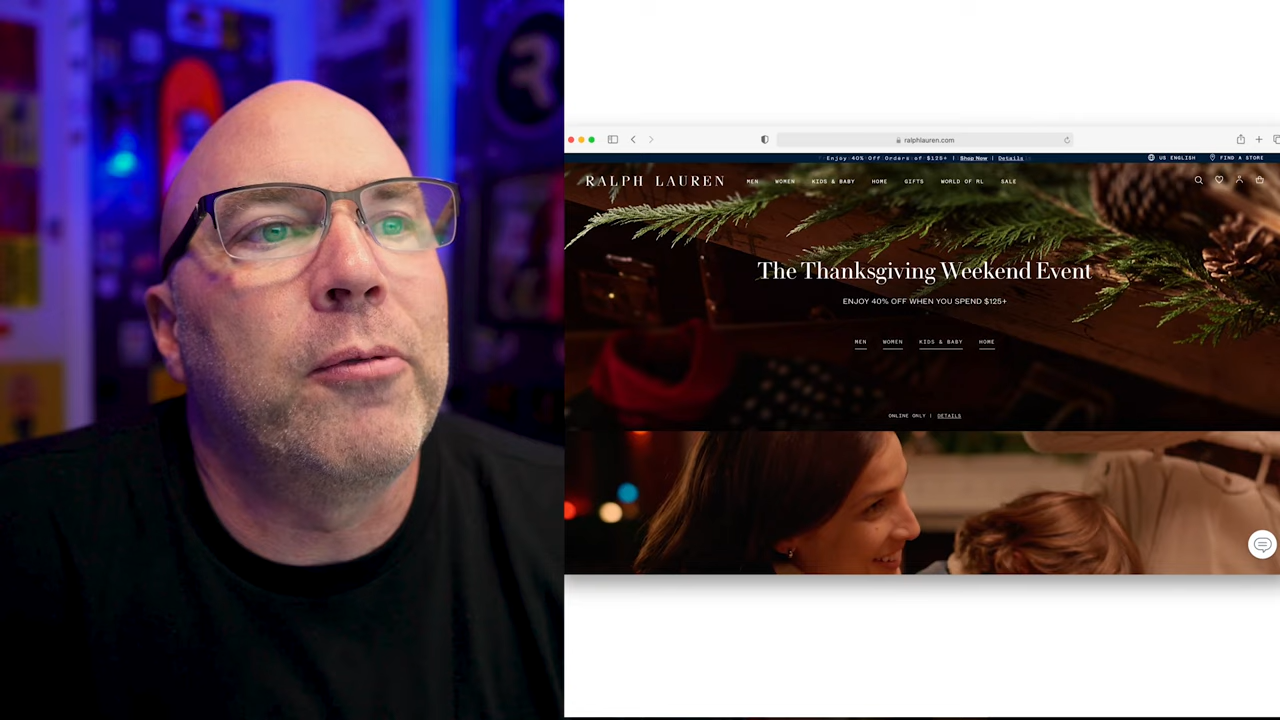 ralphlauren.com
Enjoy 40% Off Orders of $125+ | Shop Now | Details
US ENGLISH
FIND A STORE
RALPH LAUREN
MEN
WOMEN
KIDS & BABY
HOME
GIFTS
WORLD OF RL
SALE
The Thanksgiving Weekend Event
ENJOY 40% OFF WHEN YOU SPEND $125+
MEN
WOMEN
KIDS & BABY
HOME
ONLINE ONLY | DETAILS